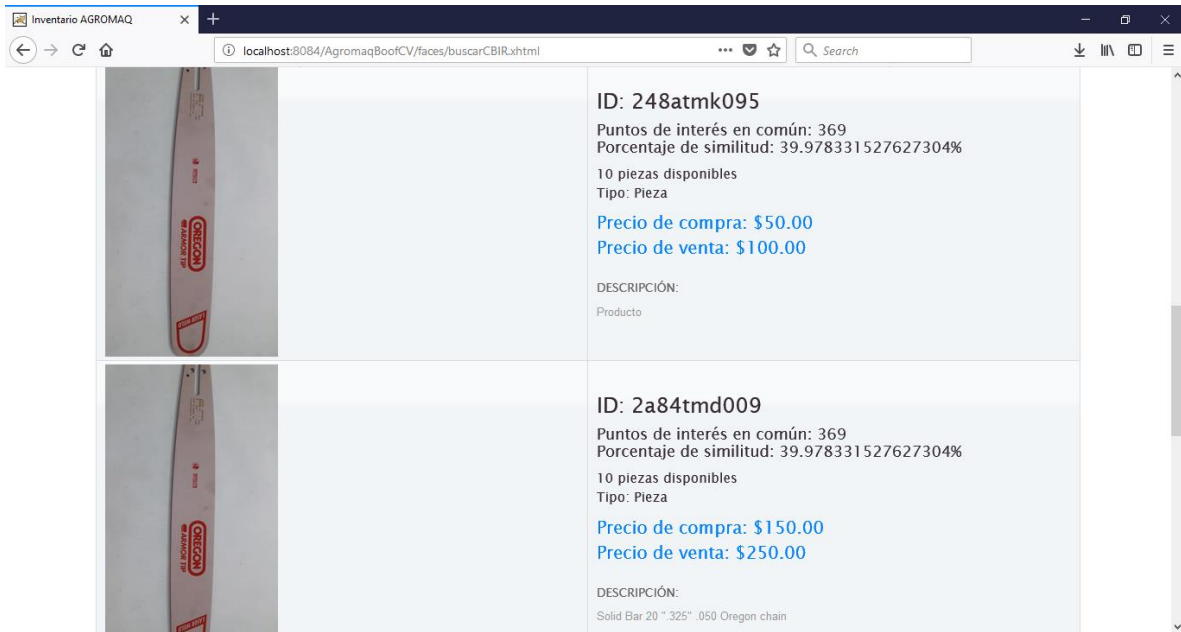 Inventario AGROMAQ
localhost:8084/AgromaqBoofCV/faces/buscarCBIR.xhtml
Search
OREGON
ARMOR TIP
ID: 248atmk095
Puntos de interés en común: 369
Porcentaje de similitud: 39.978331527627304%
10 piezas disponibles
Tipo: Pieza
Precio de compra: $50.00
Precio de venta: $100.00
DESCRIPCIÓN:
Producto
OREGON
ARMOR TIP
ID: 2a84tmd009
Puntos de interés en común: 369
Porcentaje de similitud: 39.978331527627304%
10 piezas disponibles
Tipo: Pieza
Precio de compra: $150.00
Precio de venta: $250.00
DESCRIPCIÓN:
Solid Bar 20 ".325" .050 Oregon chain